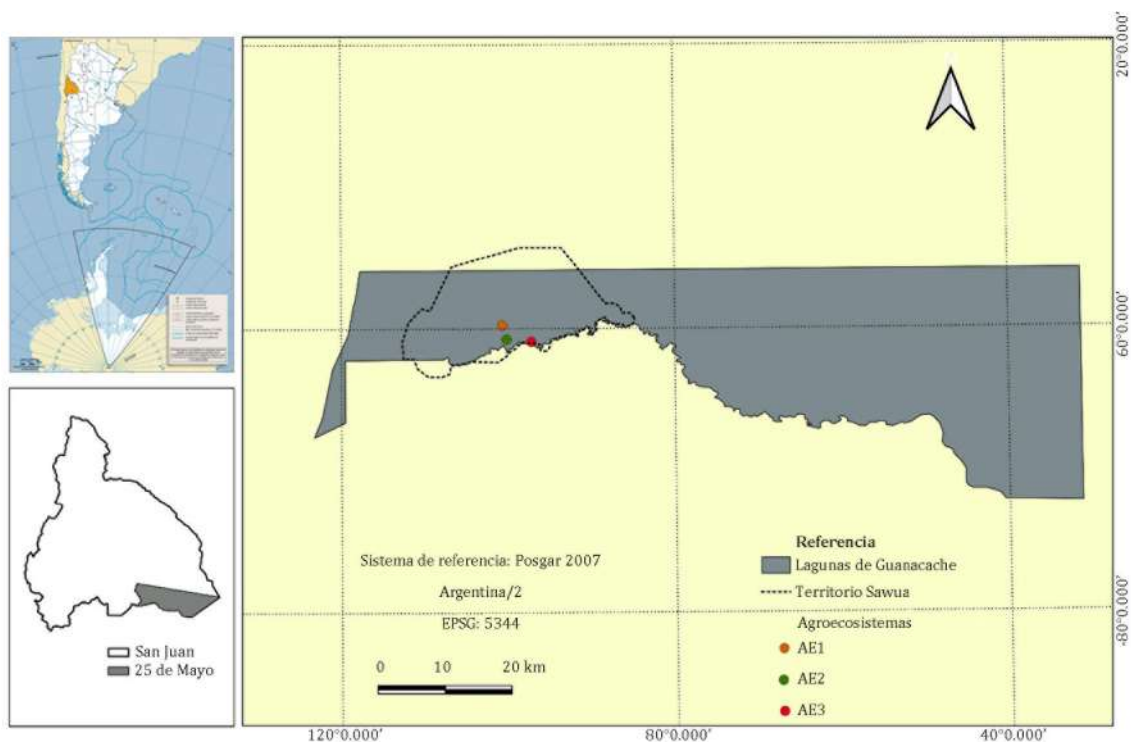 20°0.000'
60°0.000'
-80°0.000'
120°0.000'
80°0.000'
40°0.000'
Sistema de referencia: Posgar 2007
Argentina/2
EPSG: 5344
0 10 20 km
Referencia
Lagunas de Guanacache
Territorio Sawua
Agroecosistemas
AE1
AE2
AE3
San Juan
25 de Mayo